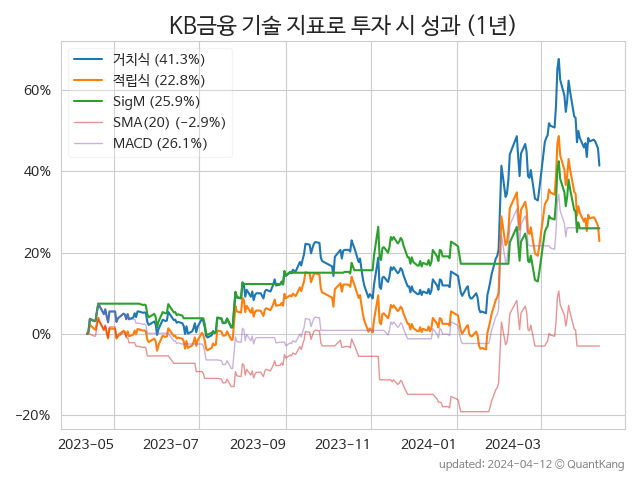 KB금융 기술 지표로 투자 시 성과 (1년)
거치식 (41.3%)
적립식 (22.8%)
SigM (25.9%)
SMA(20) (−2.9%)
MACD (26.1%)
60%
40%
20%
0%
−20%
2023-05 2023-07 2023-09 2023-11 2024-01 2024-03
updated: 2024-04-12 © QuantKang